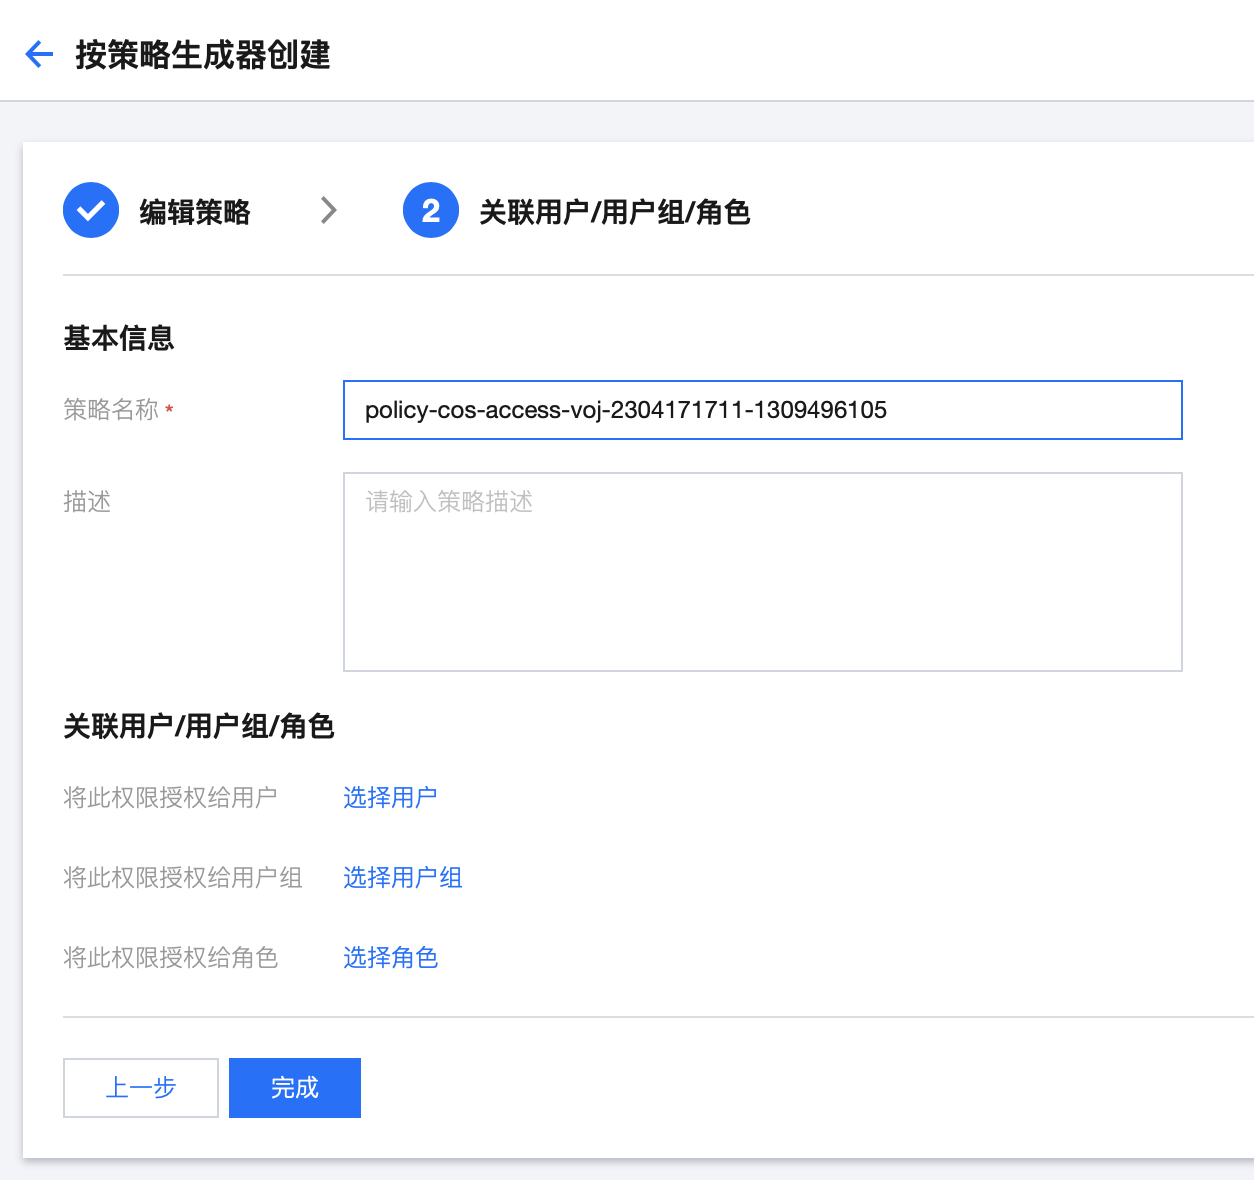 按策略生成器创建
编辑策略
2 关联用户/用户组/角色
基本信息
策略名称 * policy-cos-access-voj-2304171711-1309496105
描述 请输入策略描述
关联用户/用户组/角色
将此权限授权给用户 选择用户
将此权限授权给用户组 选择用户组
将此权限授权给角色 选择角色
上一步 完成